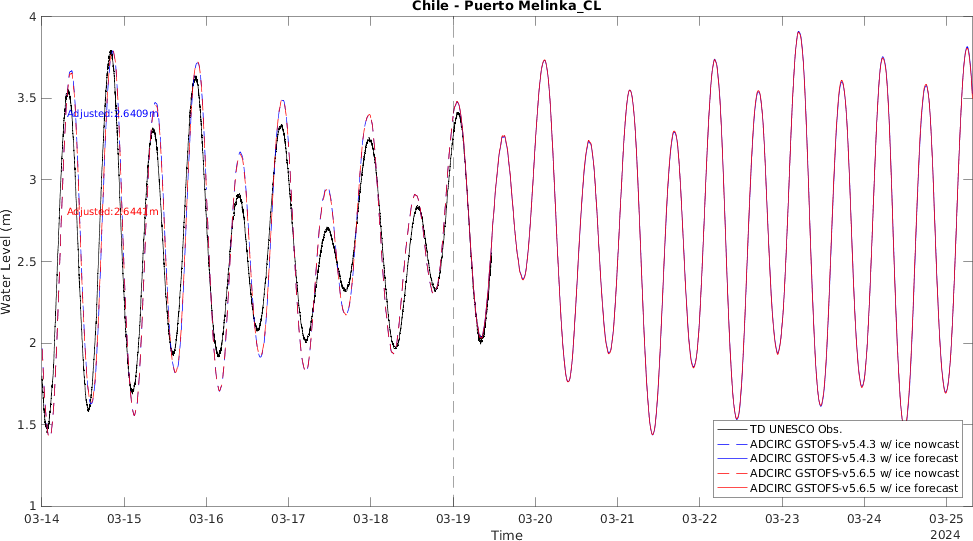 Chile - Puerto Melinka_CL
Water Level (m)
4
3.5
3
2.5
2
1.5
1
Adjusted:2.6409m
Adjusted:2.6441m
TD UNESCO Obs.
ADCIRC GSTOFS-v5.4.3 w/ ice nowcast
ADCIRC GSTOFS-v5.4.3 w/ ice forecast
ADCIRC GSTOFS-v5.6.5 w/ ice nowcast
ADCIRC GSTOFS-v5.6.5 w/ ice forecast
03-14 03-15 03-16 03-17 03-18 03-19 03-20 03-21 03-22 03-23 03-24 03-25
2024
Time